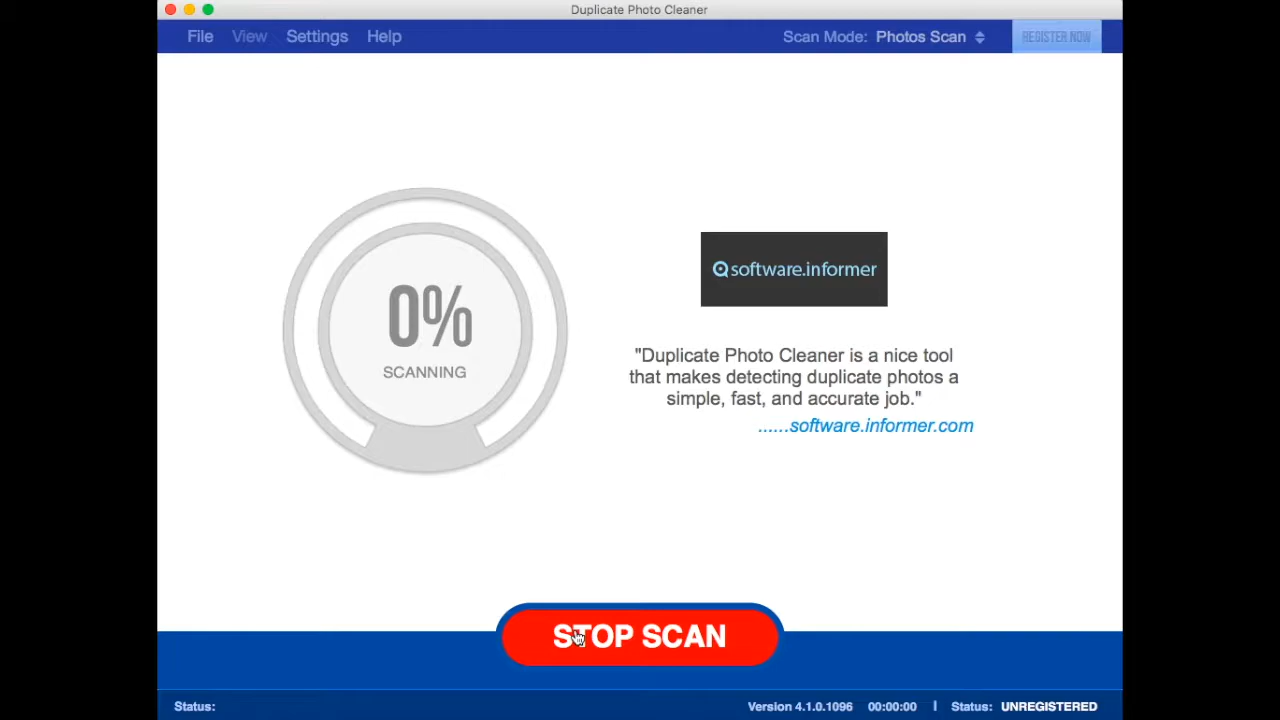 Duplicate Photo Cleaner
File View Settings Help Scan Mode: Photos Scan REGISTER NOW
0%
SCANNING
software.informer
"Duplicate Photo Cleaner is a nice tool
that makes detecting duplicate photos a
simple, fast, and accurate job."
......software.informer.com
STOP SCAN
Status: Version 4.1.0.1096 00:00:00 | Status: UNREGISTERED